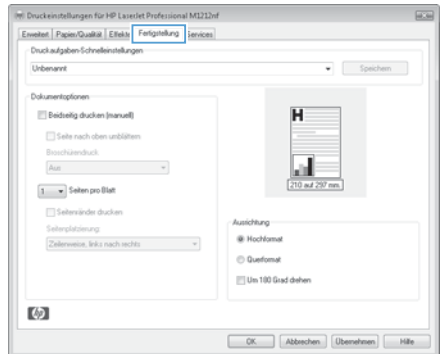 Druckeinstellungen für HP LaserJet Professional M1212nf
Erweitert Papier/Qualität Effekte Fertigstellung Services
Druckaufgaben-Schnelleinstellungen
Unbenannt Speichern
Dokumentoptionen
Beidseitig drucken (manuell)
Seite nach oben umblättern
Broschürendruck
Aus
1 Seiten pro Blatt
Seitenränder drucken
Seitenplatzierung:
Zeilenweise, links nach rechts
H
210 auf 297 mm
Ausrichtung
Hochformat
Querformat
Um 180 Grad drehen
hp
OK Abbrechen Übernehmen Hilfe